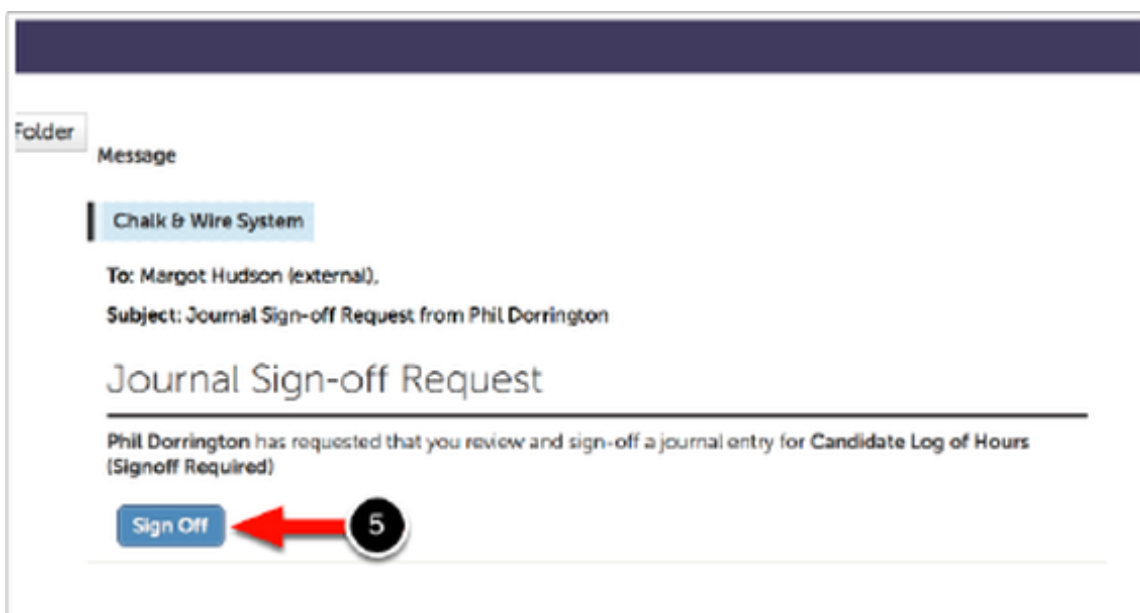 Folder
Message
Chalk & Wire System
To: Margot Hudson (external),
Subject: Journal Sign-off Request from Phil Dorrington
Journal Sign-off Request
Phil Dorrington has requested that you review and sign-off a journal entry for Candidate Log of Hours
(Signoff Required)
Sign Off
5